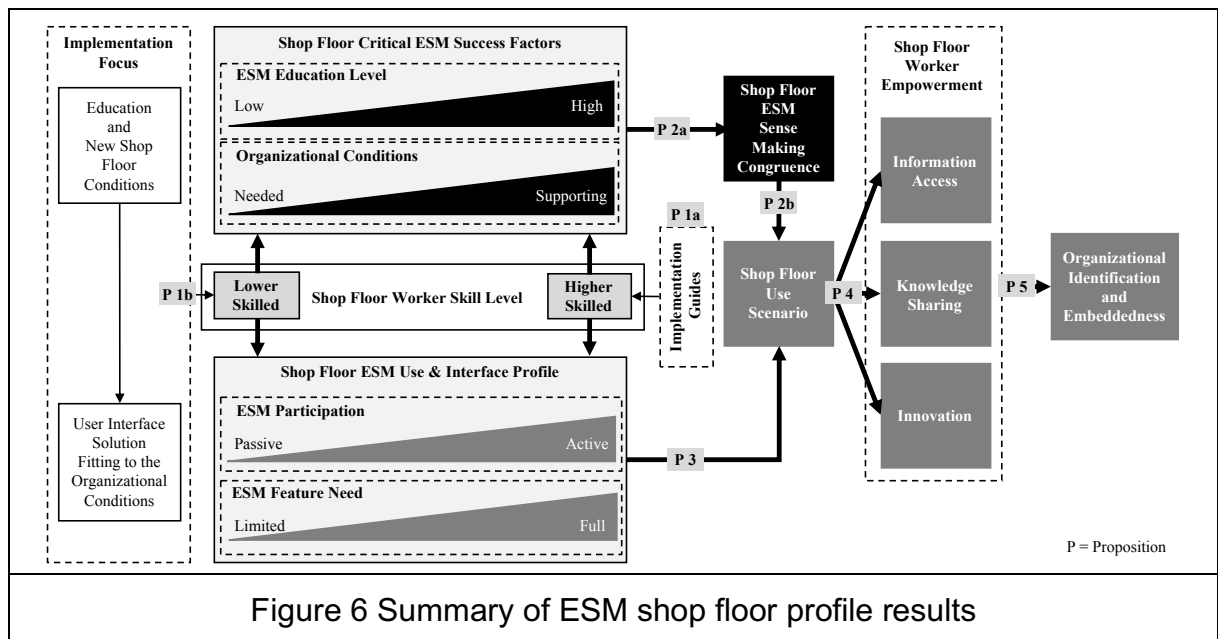 Implementation
Focus
Education
and
New Shop
Floor
Conditions
User Interface
Solution
Fitting to the
Organizational
Conditions
P 1b
Shop Floor Critical ESM Success Factors
ESM Education Level
Low
High
Organizational Conditions
Needed
Supporting
Lower
Skilled
Shop Floor Worker Skill Level
Higher
Skilled
Shop Floor ESM Use & Interface Profile
ESM Participation
Passive
Active
ESM Feature Need
Limited
Full
P 2a
P 1a
Implementation
Guides
P 3
Shop Floor
ESM
Sense
Making
Congruence
P 2b
Shop Floor
Use
Scenario
P 4
Shop Floor
Worker
Empowerment
Information
Access
Knowledge
Sharing
Innovation
P 5
Organizational
Identification
and
Embeddedness
P = Proposition
Figure 6 Summary of ESM shop floor profile results